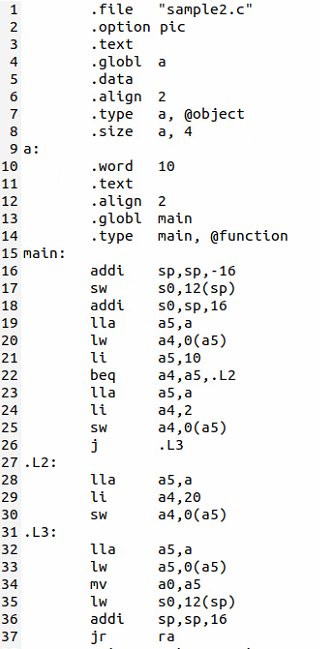 1 .file "sample2.c"
2 .option pic
3 .text
4 .globl a
5 .data
6 .align 2
7 .type a, @object
8 .size a, 4
9 a:
10 .word 10
11 .text
12 .align 2
13 .globl main
14 .type main, @function
15 main:
16 addi sp,sp,-16
17 sw s0,12(sp)
18 addi s0,sp,16
19 lla a5,a
20 lw a4,0(a5)
21 li a5,10
22 beq a4,a5,.L2
23 lla a5,a
24 li a4,2
25 sw a4,0(a5)
26 j .L3
27 .L2:
28 lla a5,a
29 li a4,20
30 sw a4,0(a5)
31 .L3:
32 lla a5,a
33 lw a5,0(a5)
34 mv a0,a5
35 lw s0,12(sp)
36 addi sp,sp,16
37 jr ra